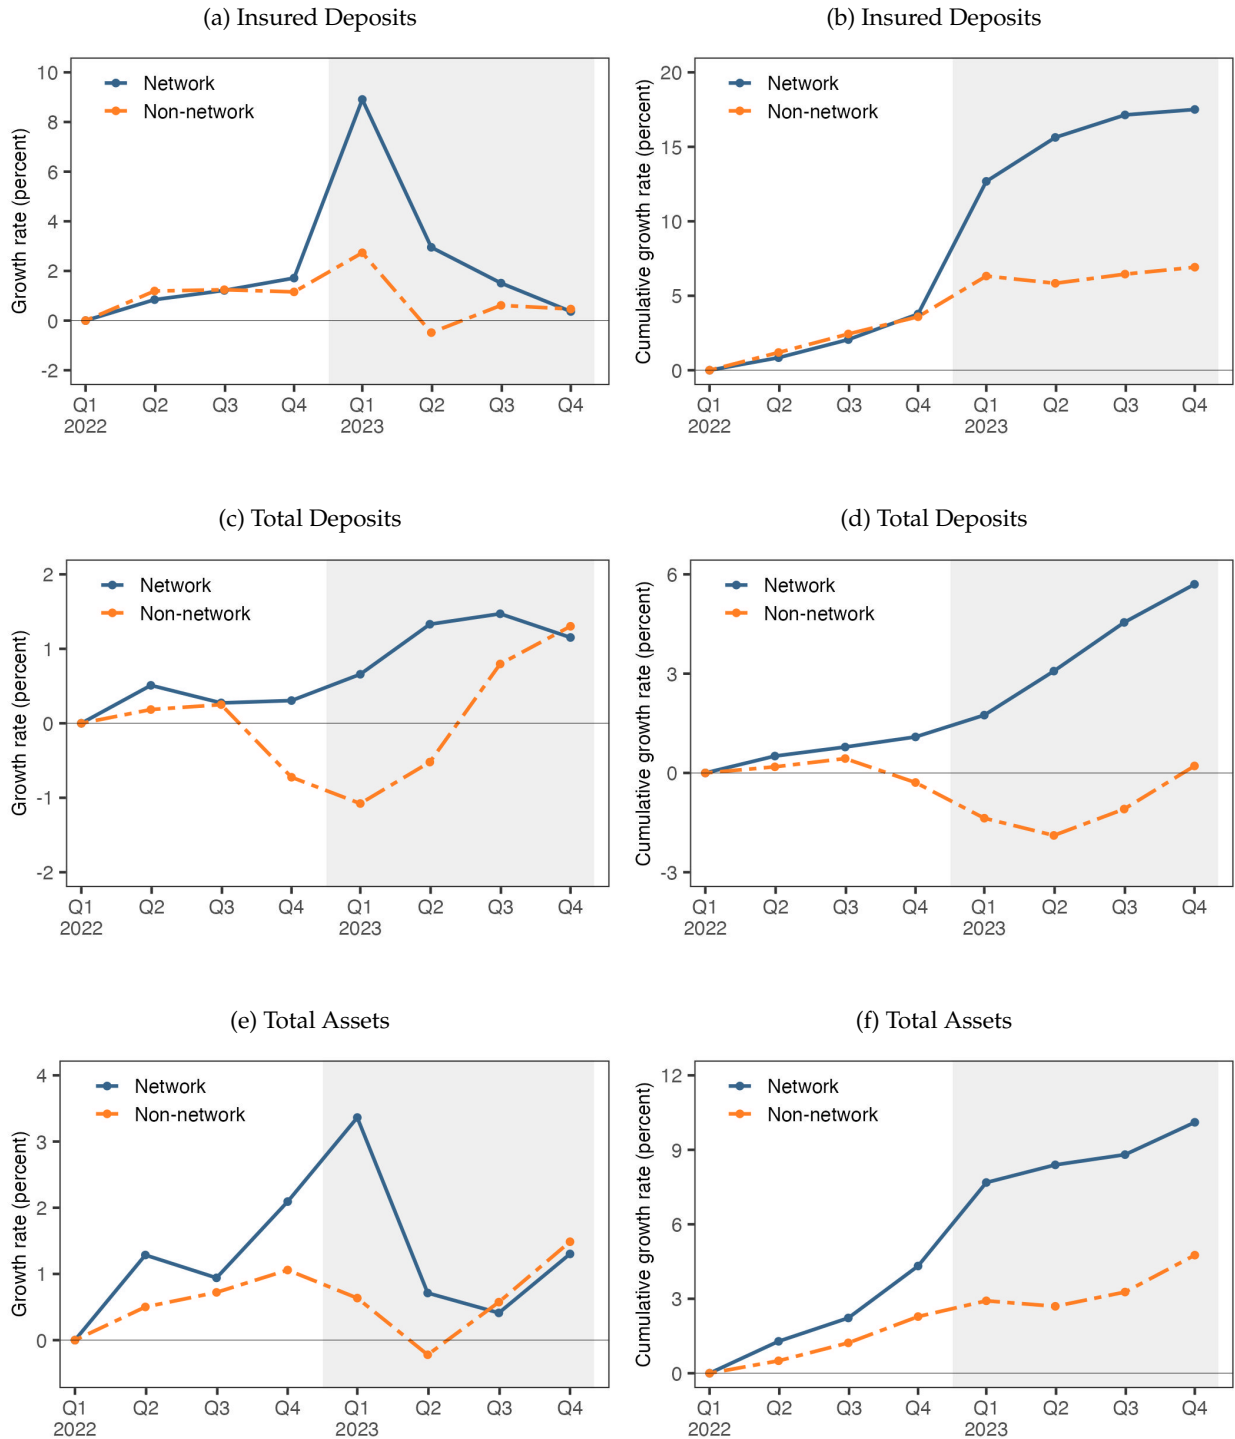 (a) Insured Deposits
Growth rate (percent)
10
8
6
4
2
0
-2
Network
Non-network
Q1 Q2 Q3 Q4 Q1 Q2 Q3 Q4
2022 2023
(b) Insured Deposits
Cumulative growth rate (percent)
20
15
10
5
0
Network
Non-network
Q1 Q2 Q3 Q4 Q1 Q2 Q3 Q4
2022 2023
(c) Total Deposits
Growth rate (percent)
2
1
0
-1
-2
Network
Non-network
Q1 Q2 Q3 Q4 Q1 Q2 Q3 Q4
2022 2023
(d) Total Deposits
Cumulative growth rate (percent)
6
3
0
-3
Network
Non-network
Q1 Q2 Q3 Q4 Q1 Q2 Q3 Q4
2022 2023
(e) Total Assets
Growth rate (percent)
4
3
2
1
0
Network
Non-network
Q1 Q2 Q3 Q4 Q1 Q2 Q3 Q4
2022 2023
(f) Total Assets
Cumulative growth rate (percent)
12
9
6
3
0
Network
Non-network
Q1 Q2 Q3 Q4 Q1 Q2 Q3 Q4
2022 2023